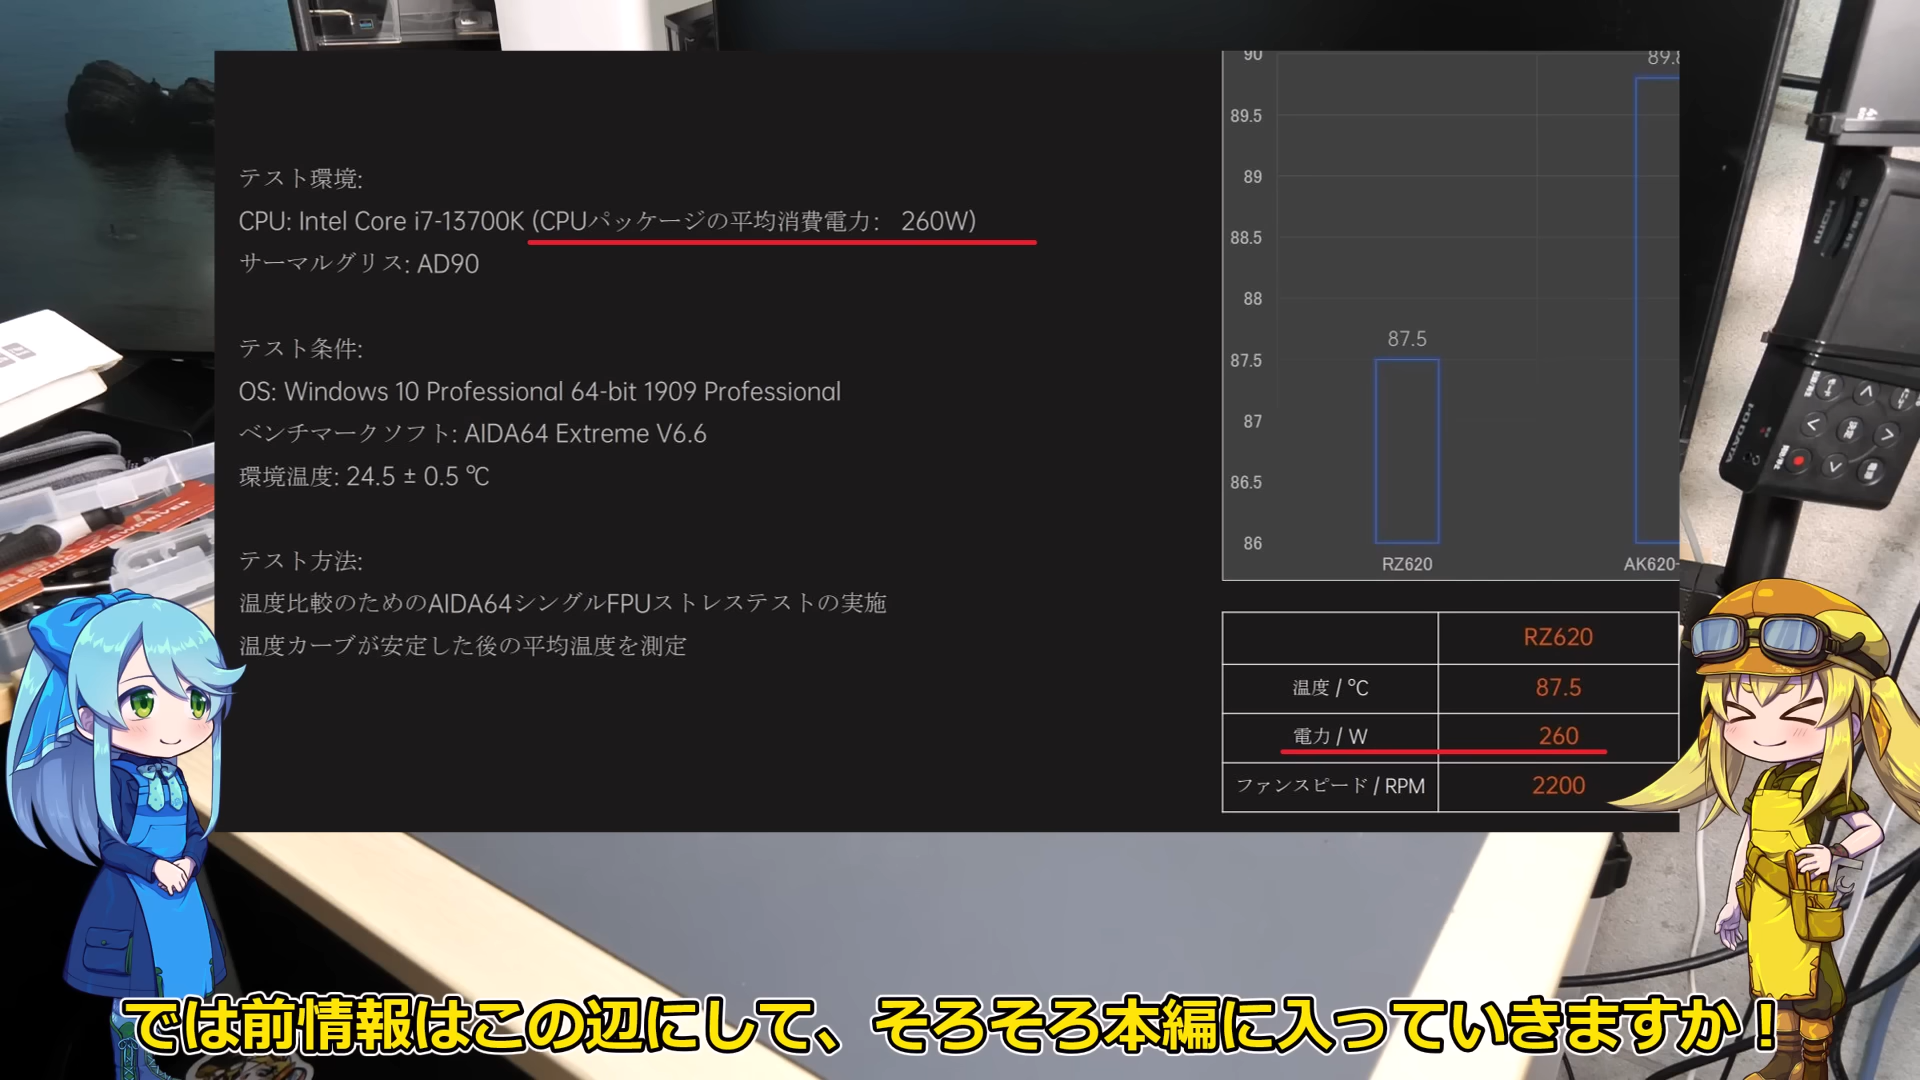 テスト環境:
CPU: Intel Core i7-13700K (CPUパッケージの平均消費電力: 260W)
サーマルグリス: AD90
テスト条件:
OS: Windows 10 Professional 64-bit 1909 Professional
ベンチマークソフト: AIDA64 Extreme V6.6
環境温度: 24.5 ± 0.5 ℃
テスト方法:
温度比較のためのAIDA64シングルFPUストレステストの実施
温度カーブが安定した後の平均温度を測定
90
89.5
89
88.5
88
87.5
87
86.5
86
89.8
87.5
RZ620
AK620-
RZ620
温度 / ℃ 87.5
電力 / W 260
ファンスピード / RPM 2200
では前情報はこの辺にして、そろそろ本編に入っていきますか！